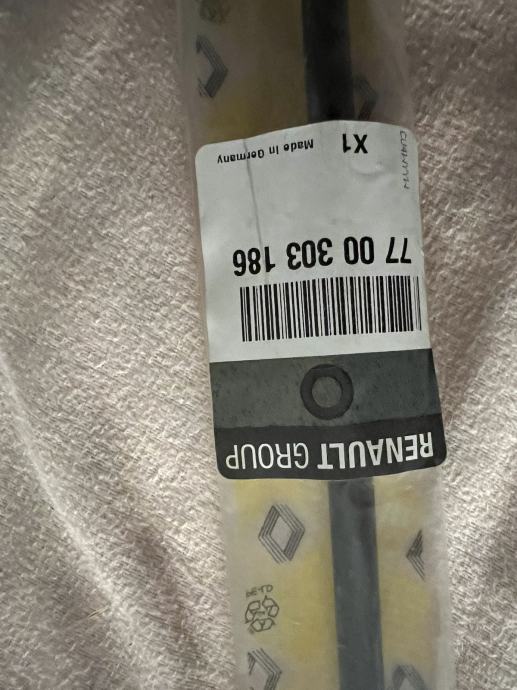 RENAULT GROUP
77 00 303 186
X1
Made In Germany